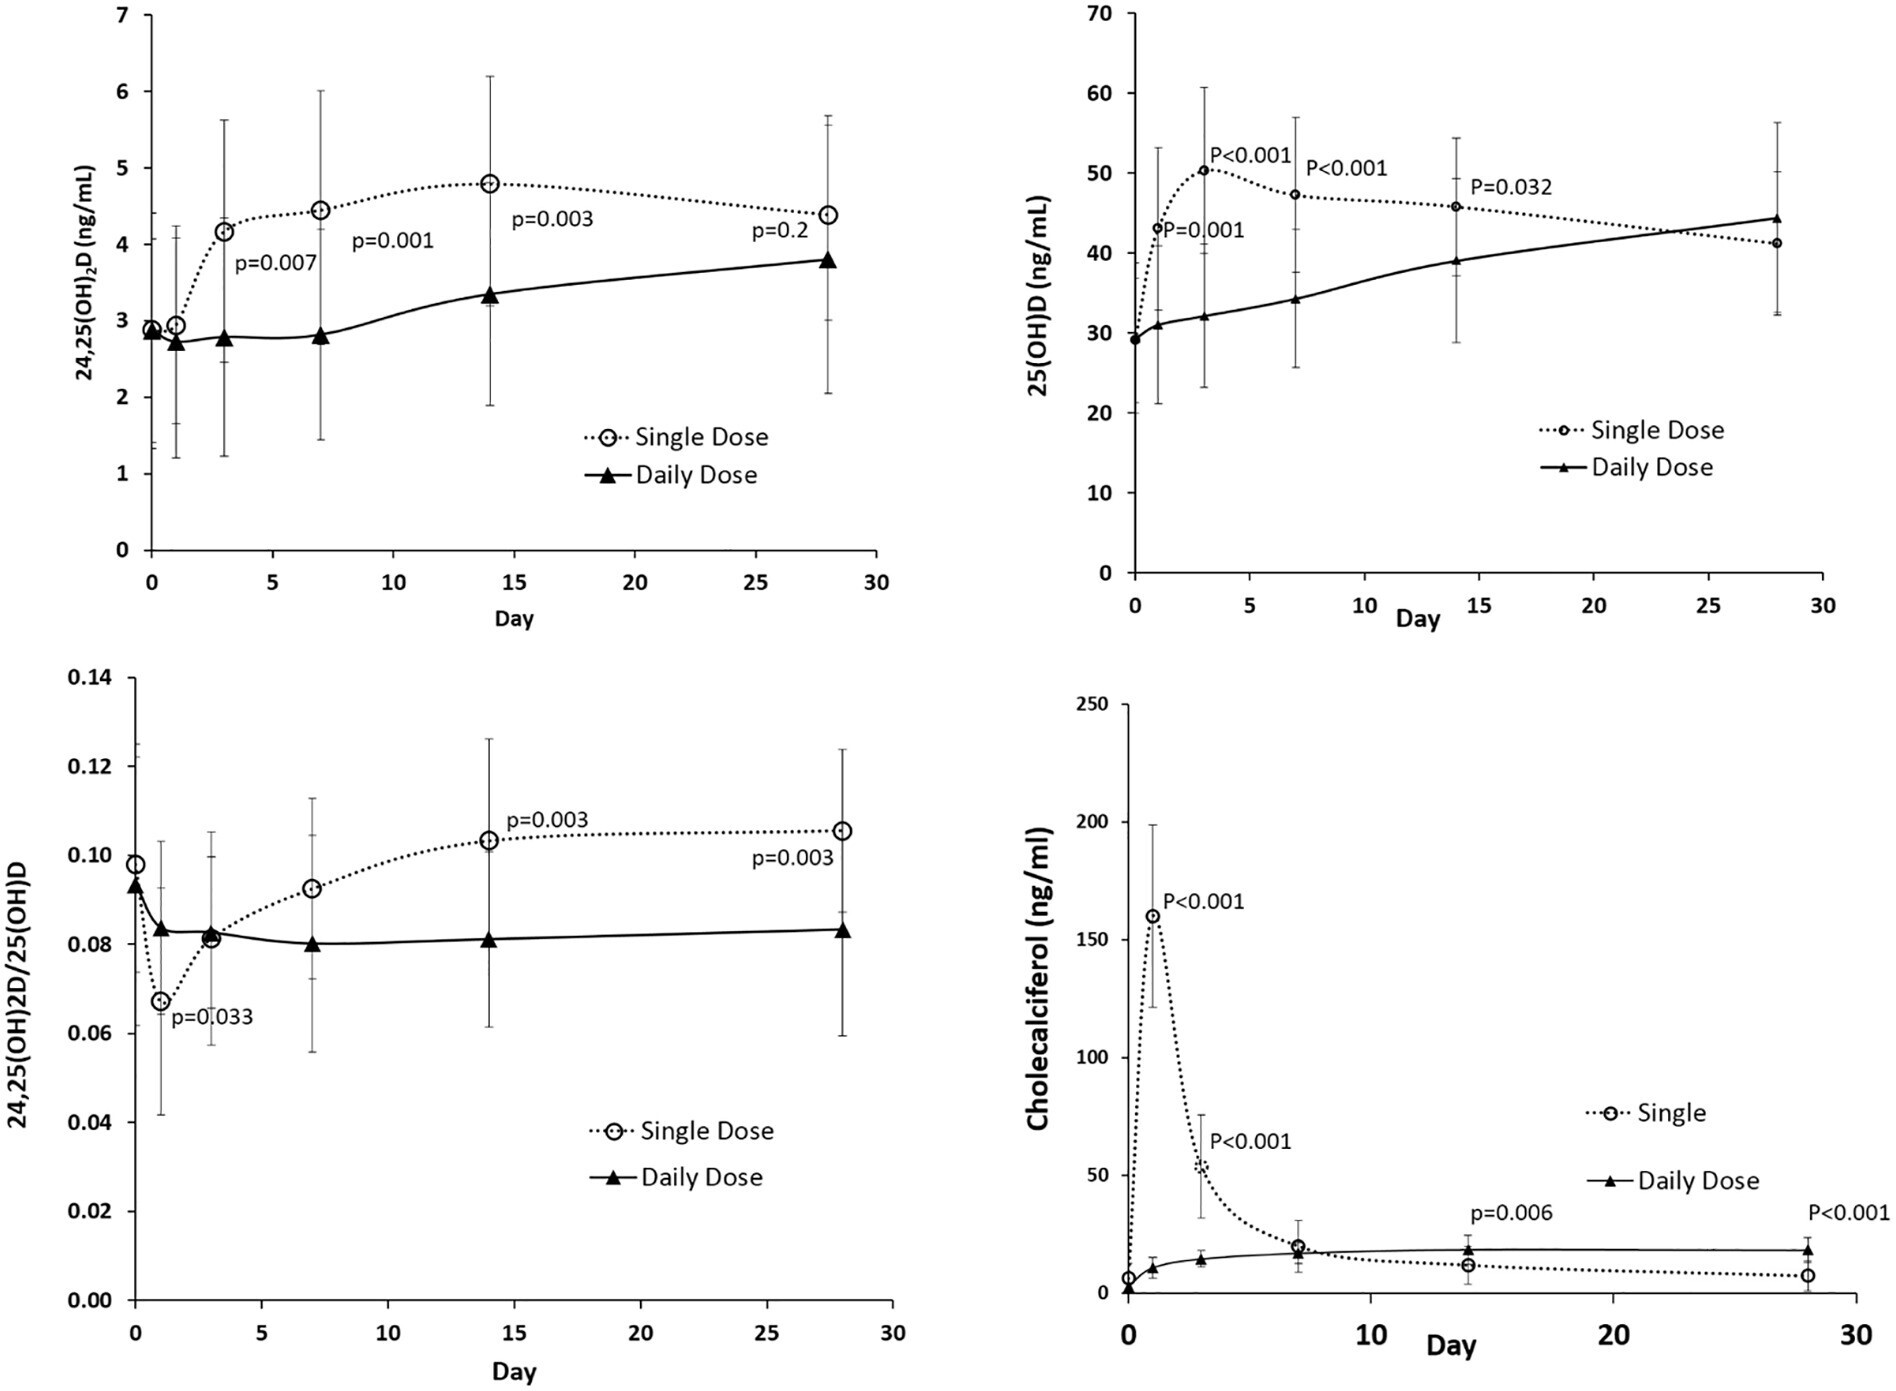 7
6
5
4
3
2
1
0
24,25(OH)₂D (ng/mL)
p=0.007
p=0.001
p=0.003
p=0.2
Single Dose
Daily Dose
0 5 10 15 20 25 30
Day
70
60
50
40
30
20
10
0
25(OH)D (ng/mL)
P=0.001
P<0.001
P<0.001
P=0.032
Single Dose
Daily Dose
0 5 10 15 20 25 30
Day
0.14
0.12
0.10
0.08
0.06
0.04
0.02
0.00
24,25(OH)2D/25(OH)D
p=0.033
p=0.003
p=0.003
Single Dose
Daily Dose
0 5 10 15 20 25 30
Day
250
200
150
100
50
0
Cholecalciferol (ng/ml)
P<0.001
P<0.001
p=0.006
P<0.001
Single
Daily Dose
0 10 20 30
Day